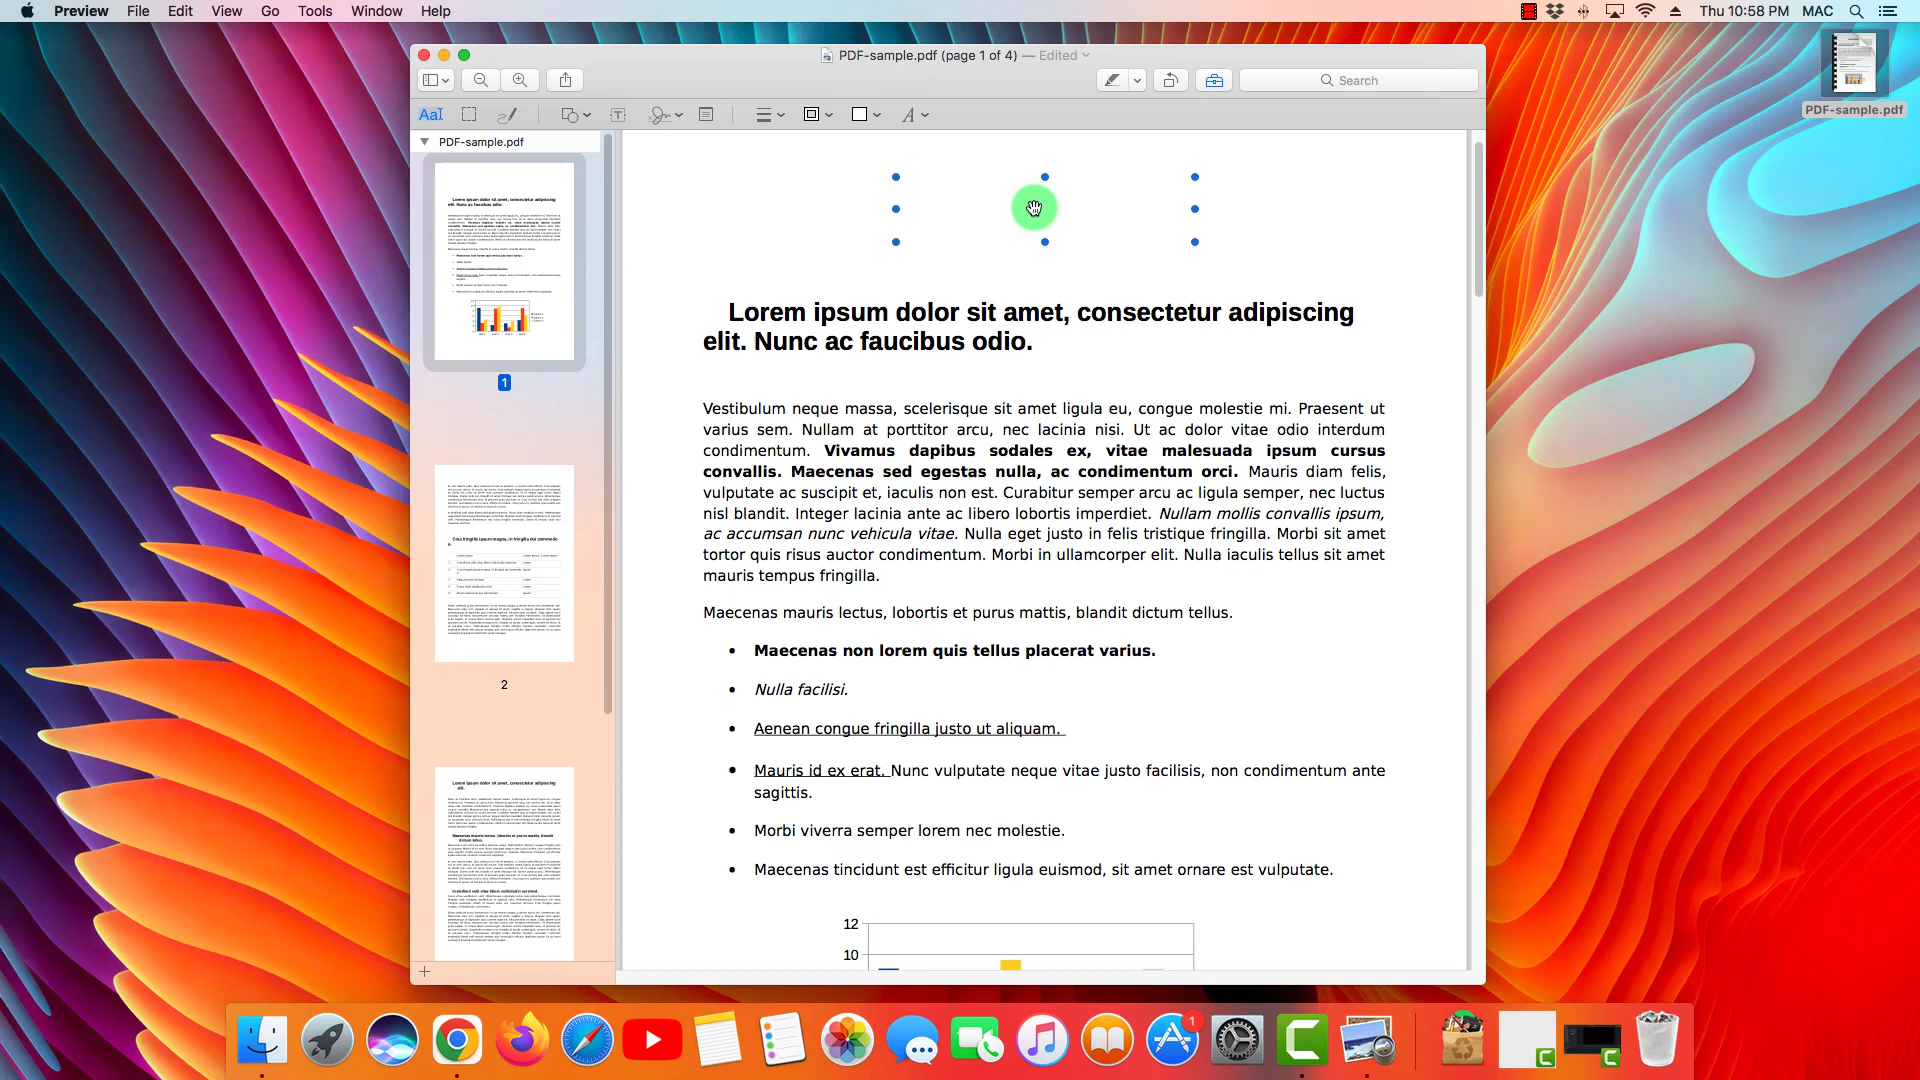 Preview File Edit View Go Tools Window Help
Thu 10:58 PM MAC
PDF-sample.pdf (page 1 of 4) — Edited
Search
AaI
A
PDF-sample.pdf
PDF-sample.pdf
1
2
Lorem ipsum dolor sit amet, consectetur adipiscing
elit. Nunc ac faucibus odio.
Vestibulum neque massa, scelerisque sit amet ligula eu, congue molestie mi. Praesent ut
varius sem. Nullam at porttitor arcu, nec lacinia nisi. Ut ac dolor vitae odio interdum
condimentum. Vivamus dapibus sodales ex, vitae malesuada ipsum cursus
convallis. Maecenas sed egestas nulla, ac condimentum orci. Mauris diam felis,
vulputate ac suscipit et, iaculis non est. Curabitur semper arcu ac ligula semper, nec luctus
nisl blandit. Integer lacinia ante ac libero lobortis imperdiet. Nullam mollis convallis ipsum,
ac accumsan nunc vehicula vitae. Nulla eget justo in felis tristique fringilla. Morbi sit amet
tortor quis risus auctor condimentum. Morbi in ullamcorper elit. Nulla iaculis tellus sit amet
mauris tempus fringilla.
Maecenas mauris lectus, lobortis et purus mattis, blandit dictum tellus.
• Maecenas non lorem quis tellus placerat varius.
• Nulla facilisi.
• Aenean congue fringilla justo ut aliquam.
• Mauris id ex erat. Nunc vulputate neque vitae justo facilisis, non condimentum ante
sagittis.
• Morbi viverra semper lorem nec molestie.
• Maecenas tincidunt est efficitur ligula euismod, sit amet ornare est vulputate.
12
10
1